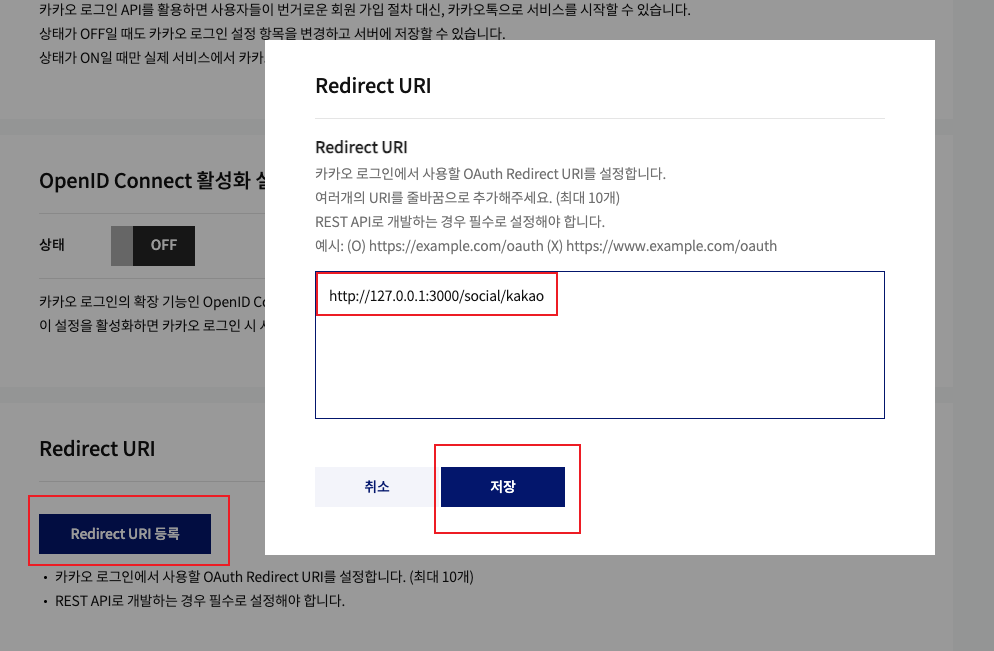 카카오 로그인 API를 활용하면 사용자들이 번거로운 회원 가입 절차 대신, 카카오톡으로 서비스를 시작할 수 있습니다.
상태가 OFF일 때도 카카오 로그인 설정 항목을 변경하고 서버에 저장할 수 있습니다.
상태가 ON일 때만 실제 서비스에서 카카
OpenID Connect 활성화
상태
OFF
카카오 로그인의 확장 기능인 OpenID
이 설정을 활성화하면 카카오 로그인 시
Redirect URI
Redirect URI 등록
• 카카오 로그인에서 사용할 OAuth Redirect URI를 설정합니다. (최대 10개)
• REST API로 개발하는 경우 필수로 설정해야 합니다.
Redirect URI
Redirect URI
카카오 로그인에서 사용할 OAuth Redirect URI를 설정합니다.
여러개의 URI를 줄바꿈으로 추가해주세요. (최대 10개)
REST API로 개발하는 경우 필수로 설정해야 합니다.
예시: (O) https://example.com/oauth (X) https://www.example.com/oauth
http://127.0.0.1:3000/social/kakao
취소
저장